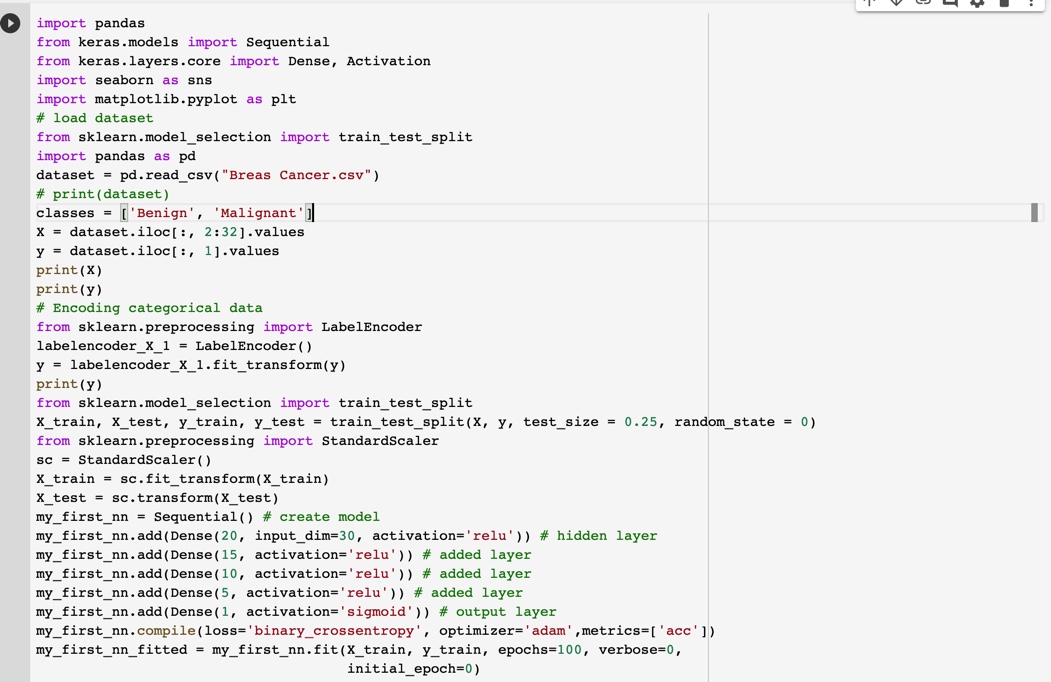 import pandas
from keras.models import Sequential
from keras.layers.core import Dense, Activation
import seaborn as sns
import matplotlib.pyplot as plt
# load dataset
from sklearn.model_selection import train_test_split
import pandas as pd
dataset = pd.read_csv("Breas Cancer.csv")
# print(dataset)
classes = ['Benign', 'Malignant']
X = dataset.iloc[:, 2:32].values
y = dataset.iloc[:, 1].values
print(X)
print(y)
# Encoding categorical data
from sklearn.preprocessing import LabelEncoder
labelencoder_X_1 = LabelEncoder()
y = labelencoder_X_1.fit_transform(y)
print(y)
from sklearn.model_selection import train_test_split
X_train, X_test, y_train, y_test = train_test_split(X, y, test_size = 0.25, random_state = 0)
from sklearn.preprocessing import StandardScaler
sc = StandardScaler()
X_train = sc.fit_transform(X_train)
X_test = sc.transform(X_test)
my_first_nn = Sequential() # create model
my_first_nn.add(Dense(20, input_dim=30, activation='relu')) # hidden layer
my_first_nn.add(Dense(15, activation='relu')) # added layer
my_first_nn.add(Dense(10, activation='relu')) # added layer
my_first_nn.add(Dense(5, activation='relu')) # added layer
my_first_nn.add(Dense(1, activation='sigmoid')) # output layer
my_first_nn.compile(loss='binary_crossentropy', optimizer='adam',metrics=['acc'])
my_first_nn_fitted = my_first_nn.fit(X_train, y_train, epochs=100, verbose=0,
initial_epoch=0)